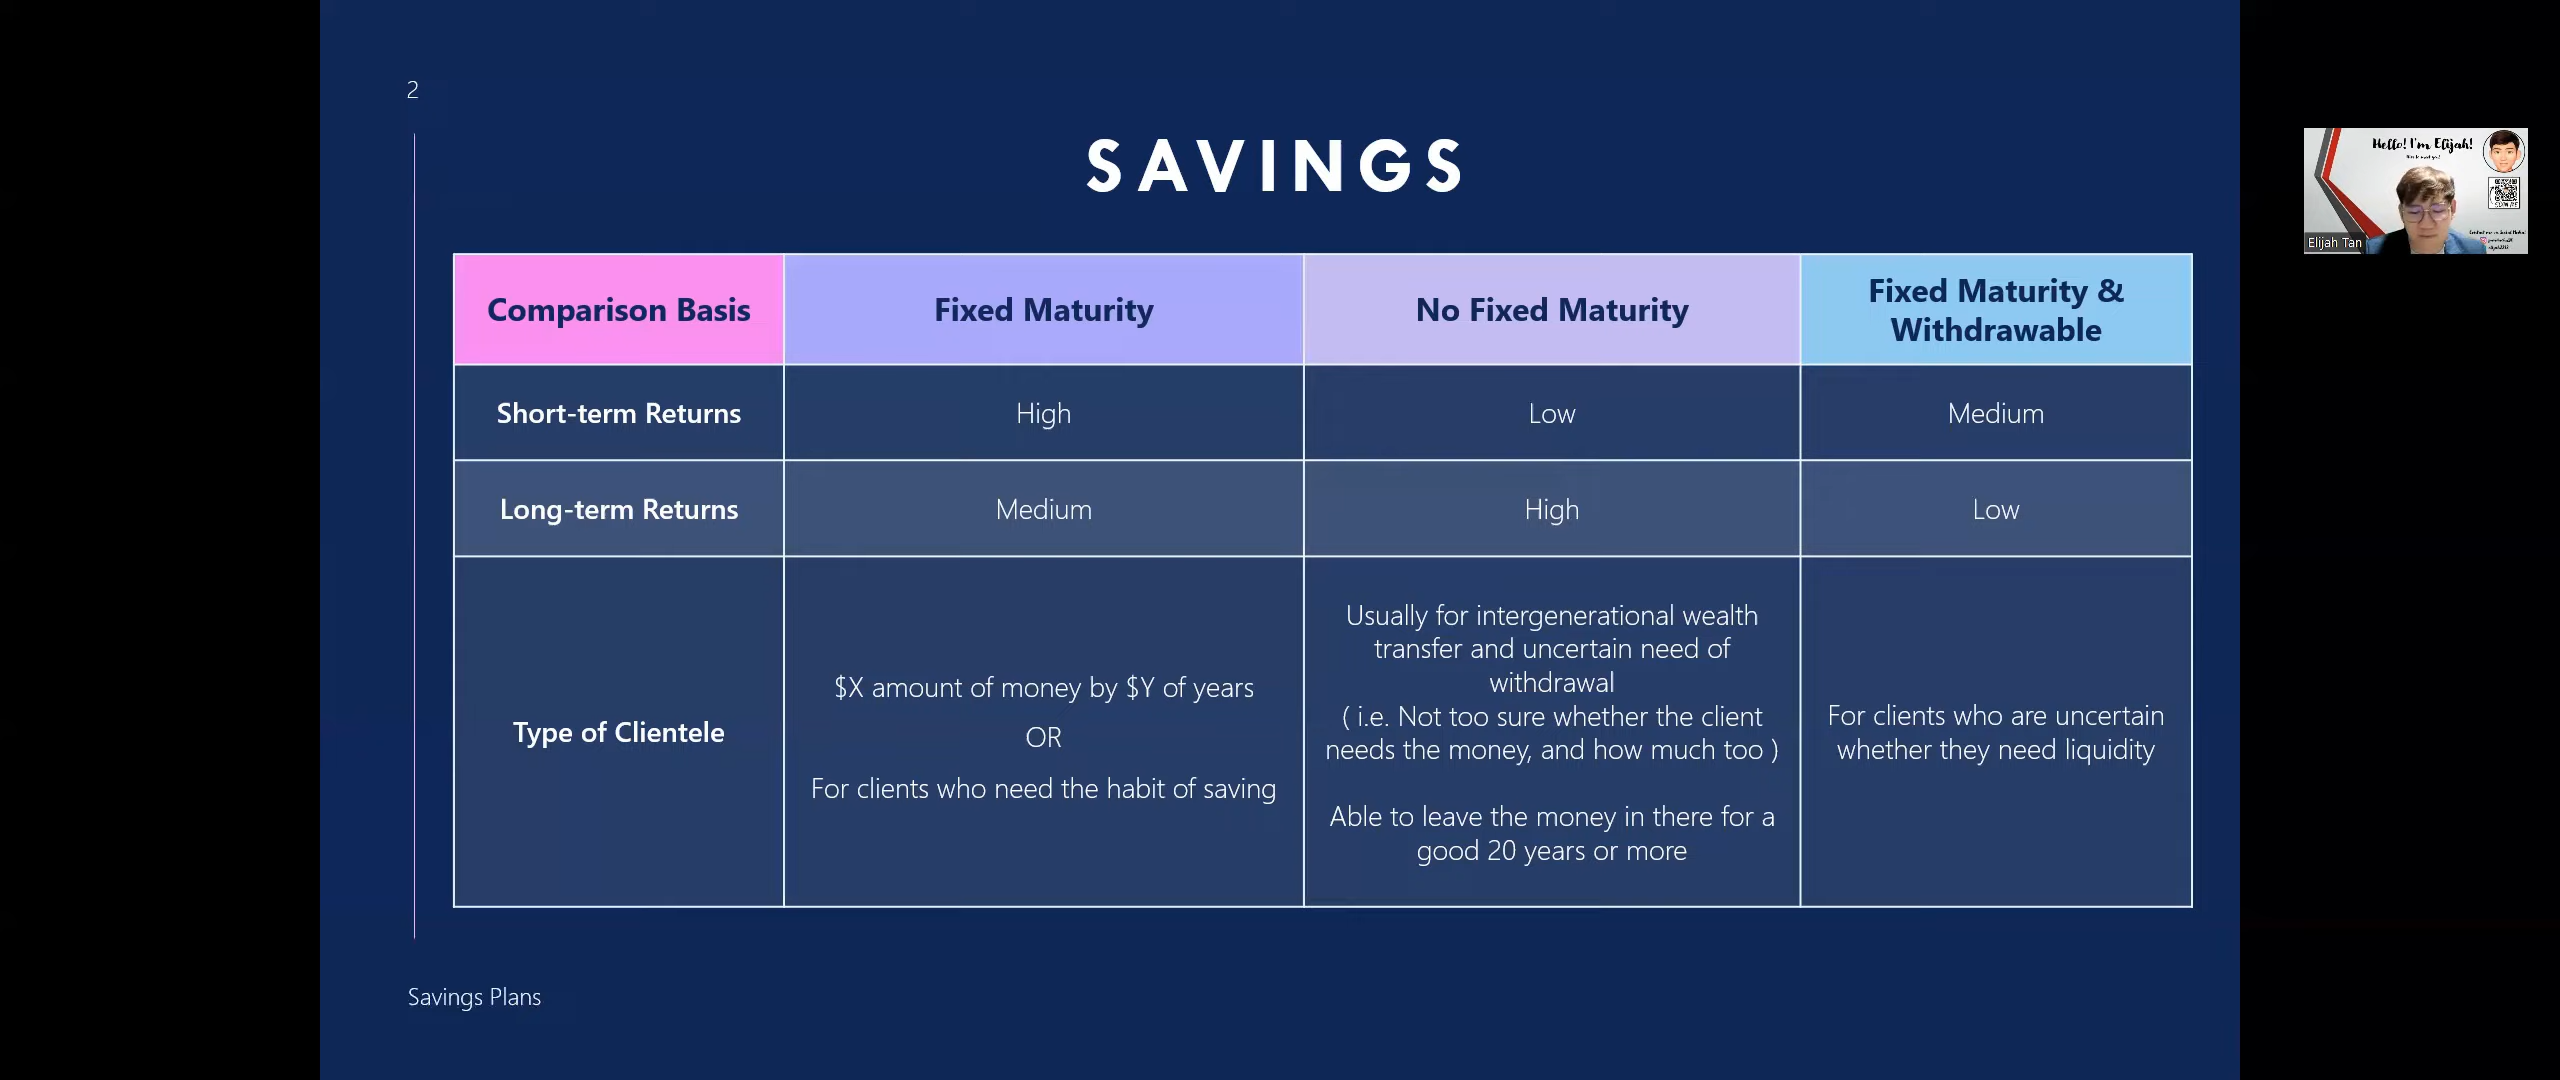 2
SAVINGS
Comparison Basis
Fixed Maturity
No Fixed Maturity
Fixed Maturity &
Withdrawable
Short-term Returns
High
Low
Medium
Long-term Returns
Medium
High
Low
Type of Clientele
$X amount of money by $Y of years
OR
For clients who need the habit of saving
Usually for intergenerational wealth
transfer and uncertain need of
withdrawal
( i.e. Not too sure whether the client
needs the money, and how much too )
Able to leave the money in there for a
good 20 years or more
For clients who are uncertain
whether they need liquidity
Savings Plans
Hello! I'm Elijah!
Elijah Tan